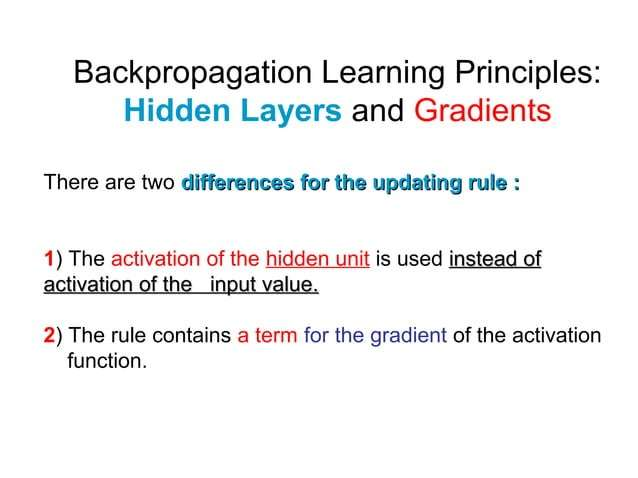 Backpropagation Learning Principles:
Hidden Layers and Gradients
There are two differences for the updating rule :
1) The activation of the hidden unit is used instead of
activation of the   input value.
2) The rule contains a term for the gradient of the activation
function.